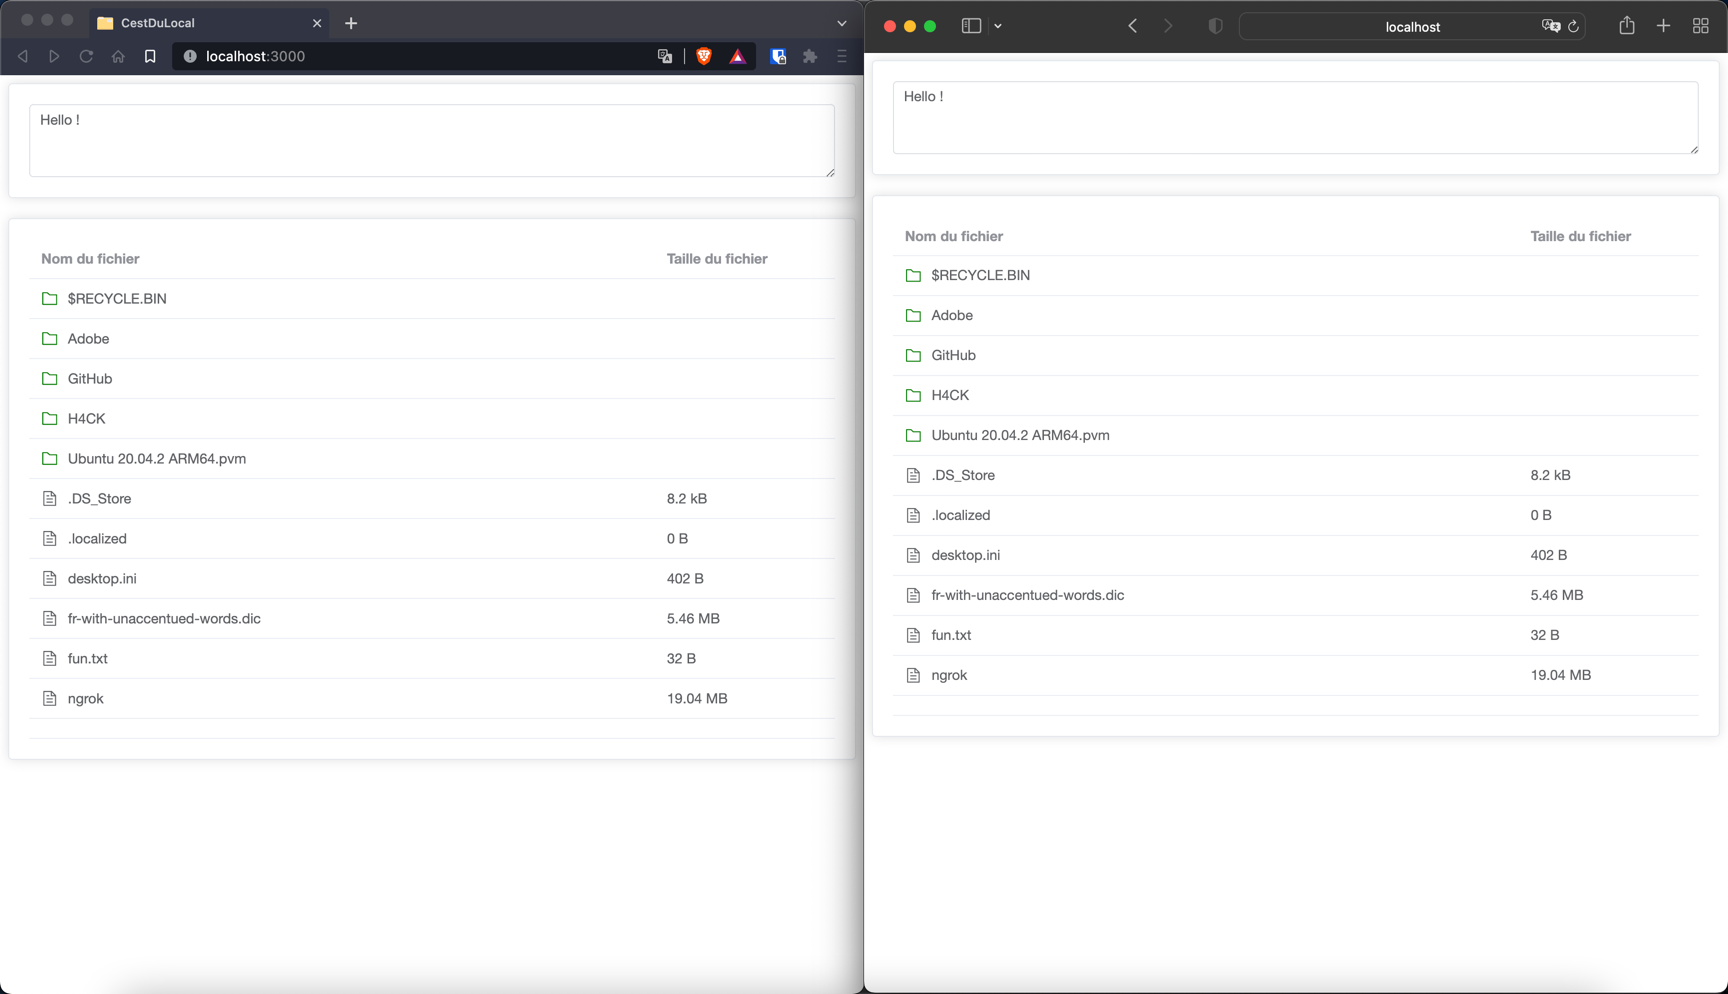 CestDuLocal
localhost:3000
Hello !
Nom du fichier Taille du fichier
$RECYCLE.BIN
Adobe
GitHub
H4CK
Ubuntu 20.04.2 ARM64.pvm
.DS_Store 8.2 kB
.localized 0 B
desktop.ini 402 B
fr-with-unaccentued-words.dic 5.46 MB
fun.txt 32 B
ngrok 19.04 MB
localhost
Hello !
Nom du fichier Taille du fichier
$RECYCLE.BIN
Adobe
GitHub
H4CK
Ubuntu 20.04.2 ARM64.pvm
.DS_Store 8.2 kB
.localized 0 B
desktop.ini 402 B
fr-with-unaccentued-words.dic 5.46 MB
fun.txt 32 B
ngrok 19.04 MB